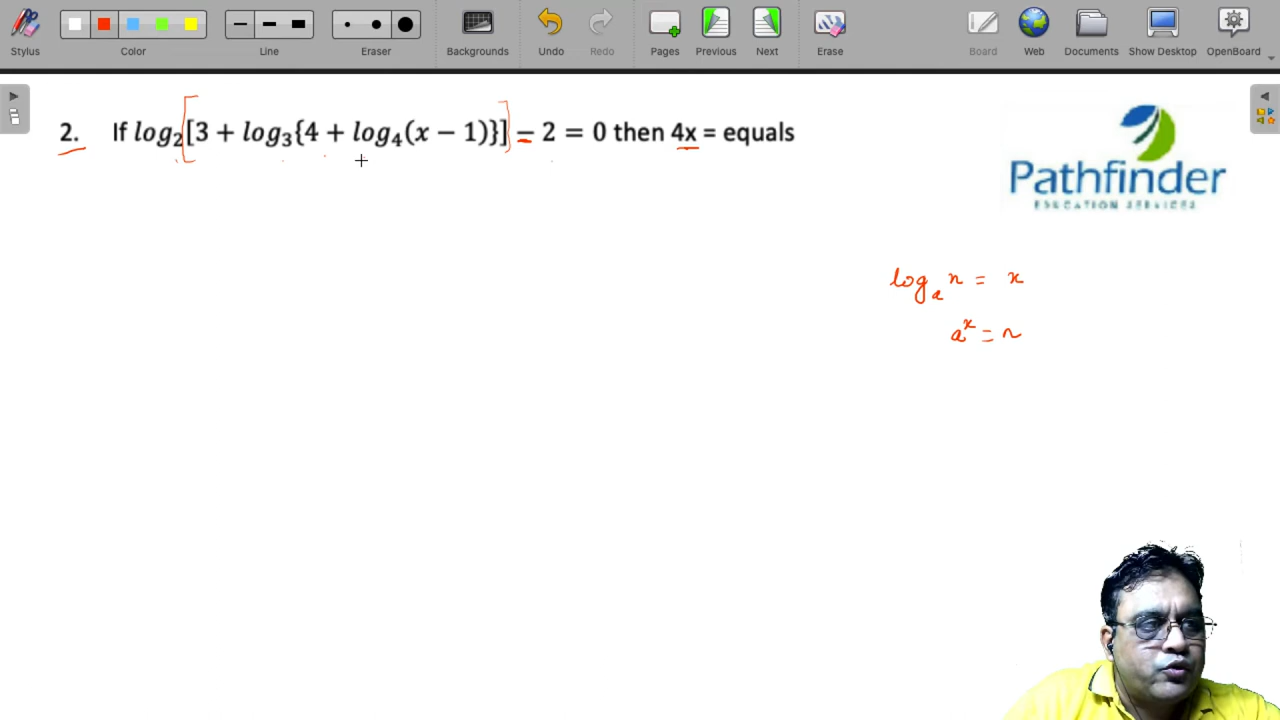 Stylus Color Line Eraser Backgrounds Undo Redo Pages Previous Next Erase Board Web Documents Show Desktop OpenBoard
2. If log₂[3 + log₃{4 + log₄(x − 1)}] − 2 = 0 then 4x = equals
Pathfinder
EDUCATION SERVICES
logₐ n = x
aˣ = n